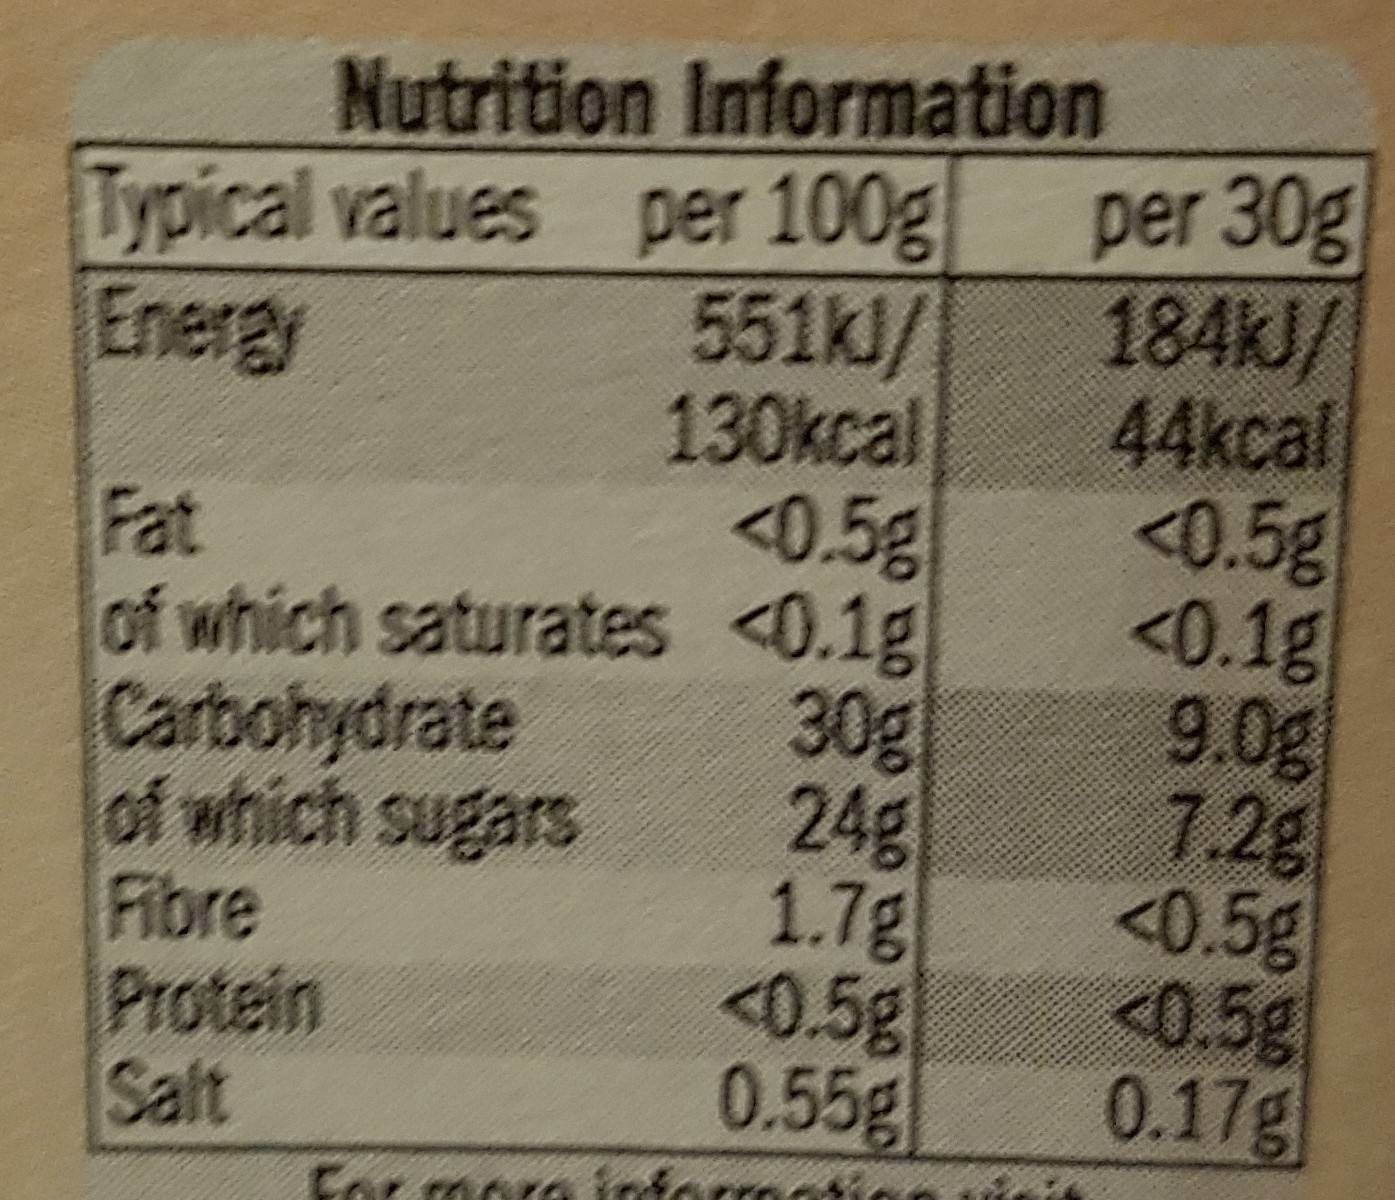 Nutrition Information
Typical values per 100g per 30g
Energy 551kJ/ 184kJ/
130kcal 44kcal
Fat <0.5g <0.5g
of which saturates <0.1g <0.1g
Carbohydrate 30g 9.0g
of which sugars 24g 7.2g
Fibre 1.7g <0.5g
Protein <0.5g <0.5g
Salt 0.55g 0.17g
For more information visit